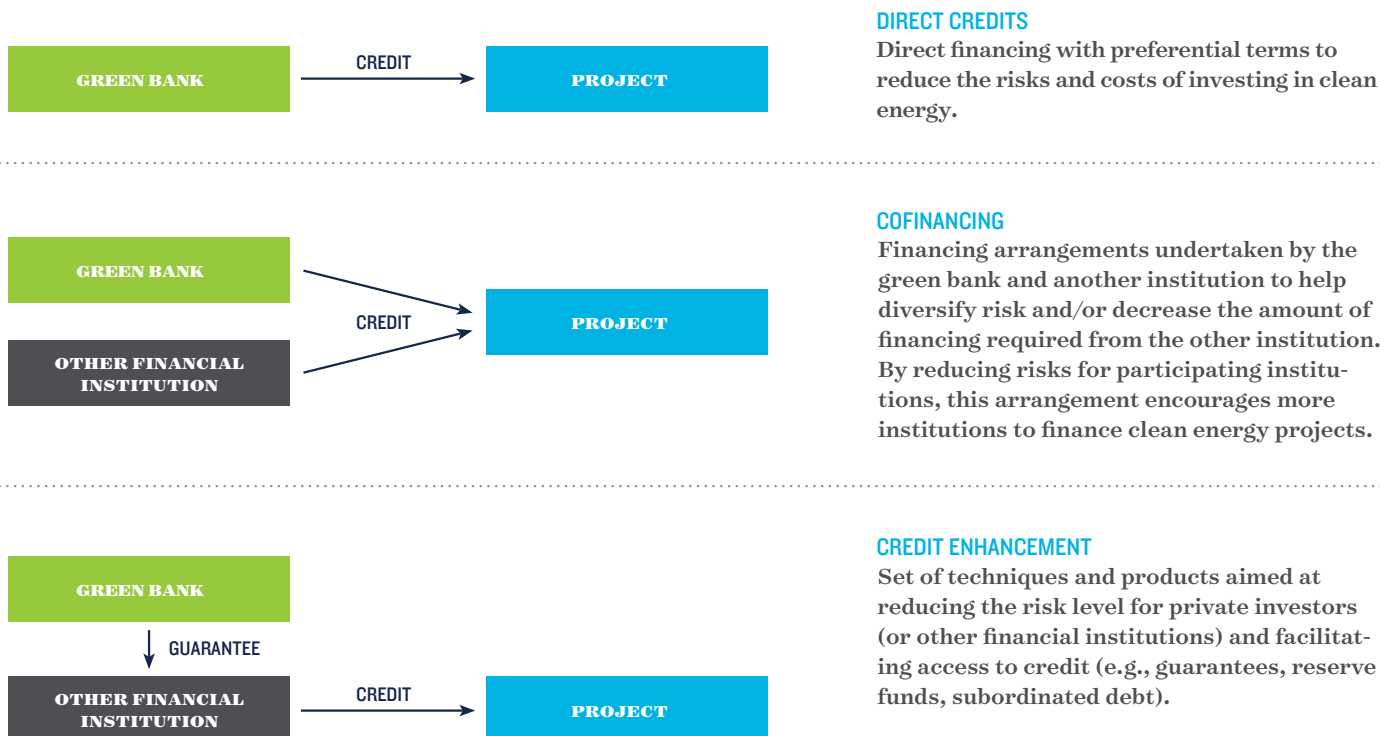 DIRECT CREDITS
GREEN BANK
CREDIT
PROJECT
Direct financing with preferential terms to
reduce the risks and costs of investing in clean
energy.
COFINANCING
GREEN BANK
OTHER FINANCIAL
INSTITUTION
CREDIT
PROJECT
Financing arrangements undertaken by the
green bank and another institution to help
diversify risk and/or decrease the amount of
financing required from the other institution.
By reducing risks for participating institu-
tions, this arrangement encourages more
institutions to finance clean energy projects.
CREDIT ENHANCEMENT
GREEN BANK
GUARANTEE
OTHER FINANCIAL
INSTITUTION
CREDIT
PROJECT
Set of techniques and products aimed at
reducing the risk level for private investors
(or other financial institutions) and facilitat-
ing access to credit (e.g., guarantees, reserve
funds, subordinated debt).